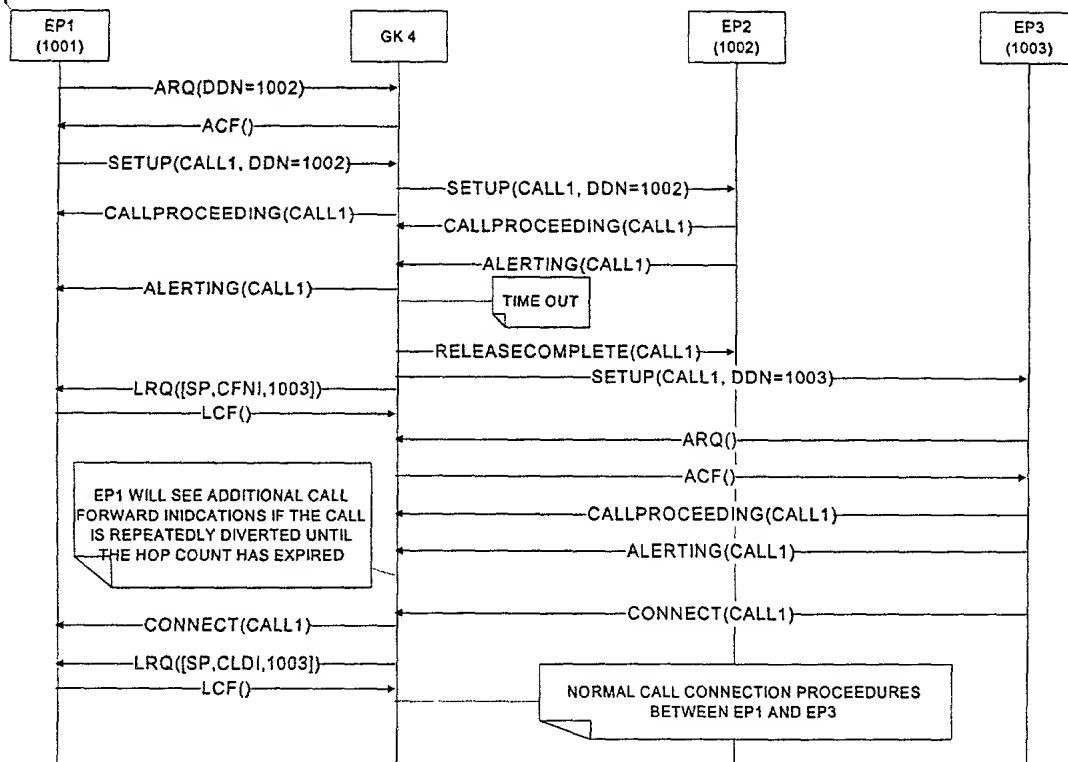 EP1
(1001)
GK 4
EP2
(1002)
EP3
(1003)
ARQ(DDN=1002)
ACF()
SETUP(CALL1, DDN=1002)
SETUP(CALL1, DDN=1002)
CALLPROCEEDING(CALL1)
CALLPROCEEDING(CALL1)
ALERTING(CALL1)
ALERTING(CALL1)
TIME OUT
RELEASECOMPLETE(CALL1)
SETUP(CALL1, DDN=1003)
LRQ([SP,CFNI,1003])
LCF()
ARQ()
ACF()
EP1 WILL SEE ADDITIONAL CALL
FORWARD INIDCATIONS IF THE CALL
IS REPEATEDLY DIVERTED UNTIL
THE HOP COUNT HAS EXPIRED
CALLPROCEEDING(CALL1)
ALERTING(CALL1)
CONNECT(CALL1)
CONNECT(CALL1)
LRQ([SP,CLDI,1003])
LCF()
NORMAL CALL CONNECTION PROCEEDURES
BETWEEN EP1 AND EP3